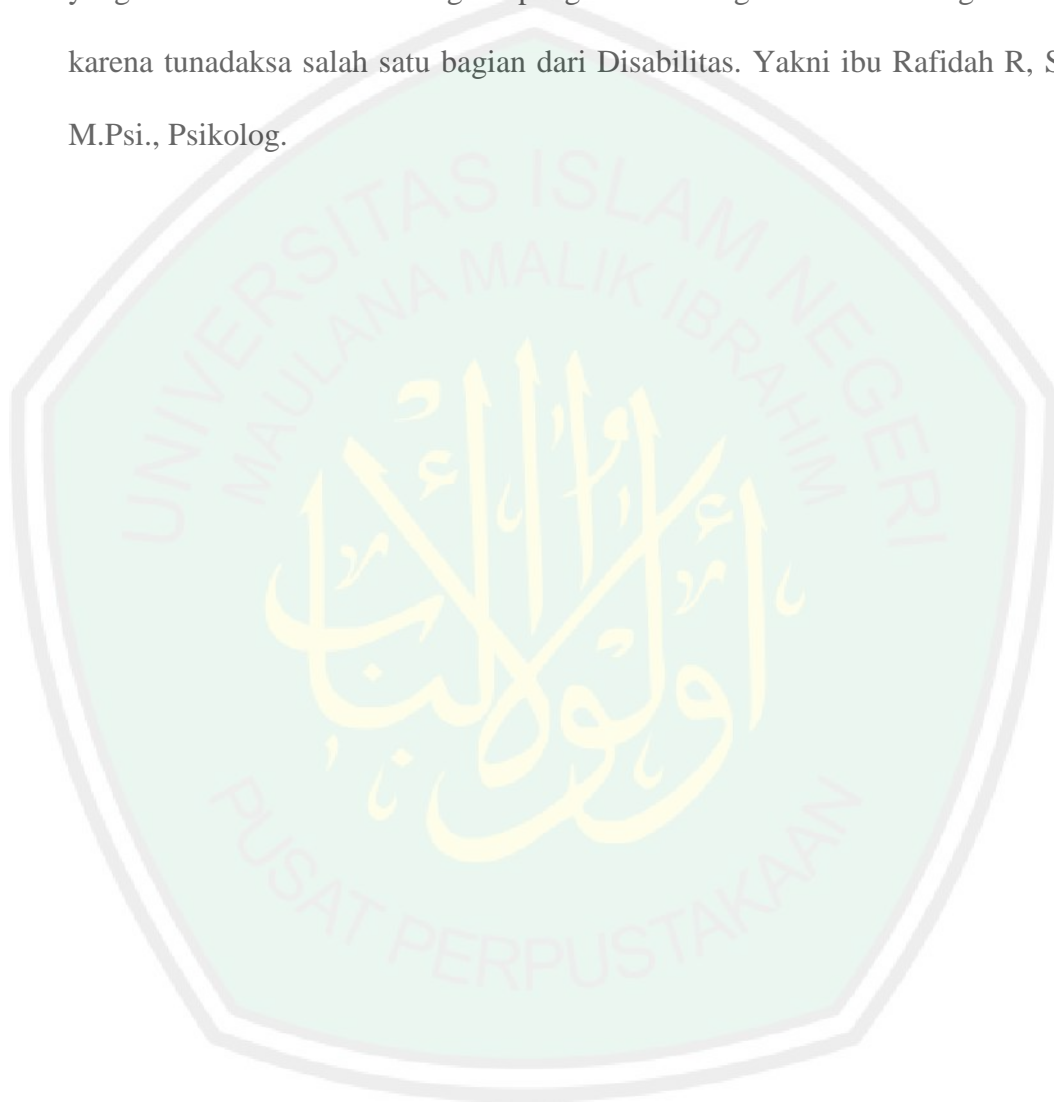 karena tunadaksa salah satu bagian dari Disabilitas. Yakni ibu Rafidah R, S
M.Psi., Psikolog.
UNIVERSITAS ISLAM NEGERI
MAULANA MALIK IBRAHIM
أولوا الألباب
PUSAT PERPUSTAKAAN